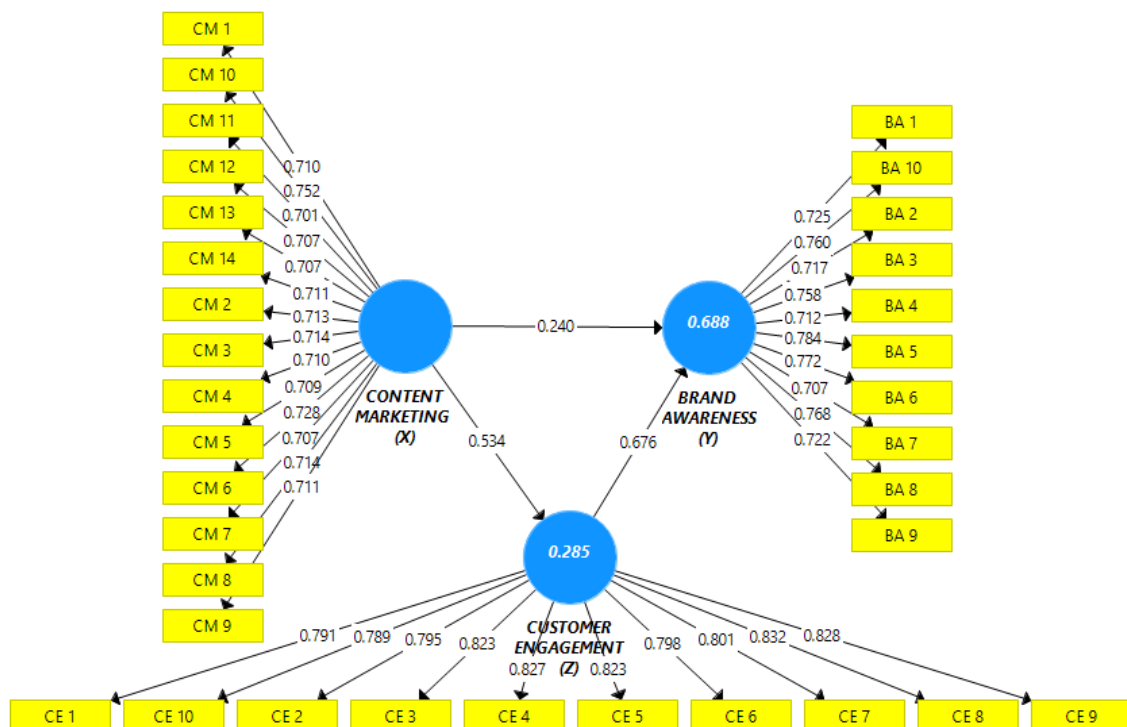 CM 1
CM 10
CM 11
CM 12
CM 13
CM 14
CM 2
CM 3
CM 4
CM 5
CM 6
CM 7
CM 8
CM 9
0.710
0.752
0.701
0.707
0.707
0.711
0.713
0.714
0.710
0.709
0.728
0.707
0.714
0.711
CONTENT
MARKETING
(X)
0.240
0.534
0.676
0.688
BRAND
AWARENESS
(Y)
0.725
0.760
0.717
0.758
0.712
0.784
0.772
0.707
0.768
0.722
BA 1
BA 10
BA 2
BA 3
BA 4
BA 5
BA 6
BA 7
BA 8
BA 9
0.285
CUSTOMER
ENGAGEMENT
(Z)
0.791
0.789
0.795
0.823
0.827
0.823
0.798
0.801
0.832
0.828
CE 1
CE 10
CE 2
CE 3
CE 4
CE 5
CE 6
CE 7
CE 8
CE 9